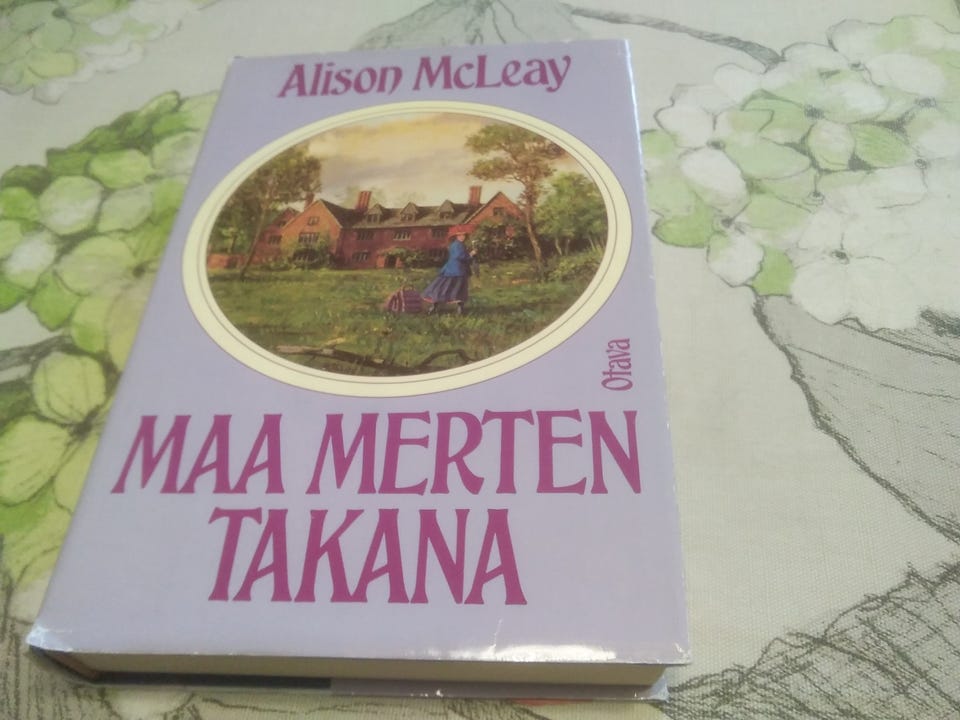 Alison McLeay
Otava
MAA MERTEN
TAKANA